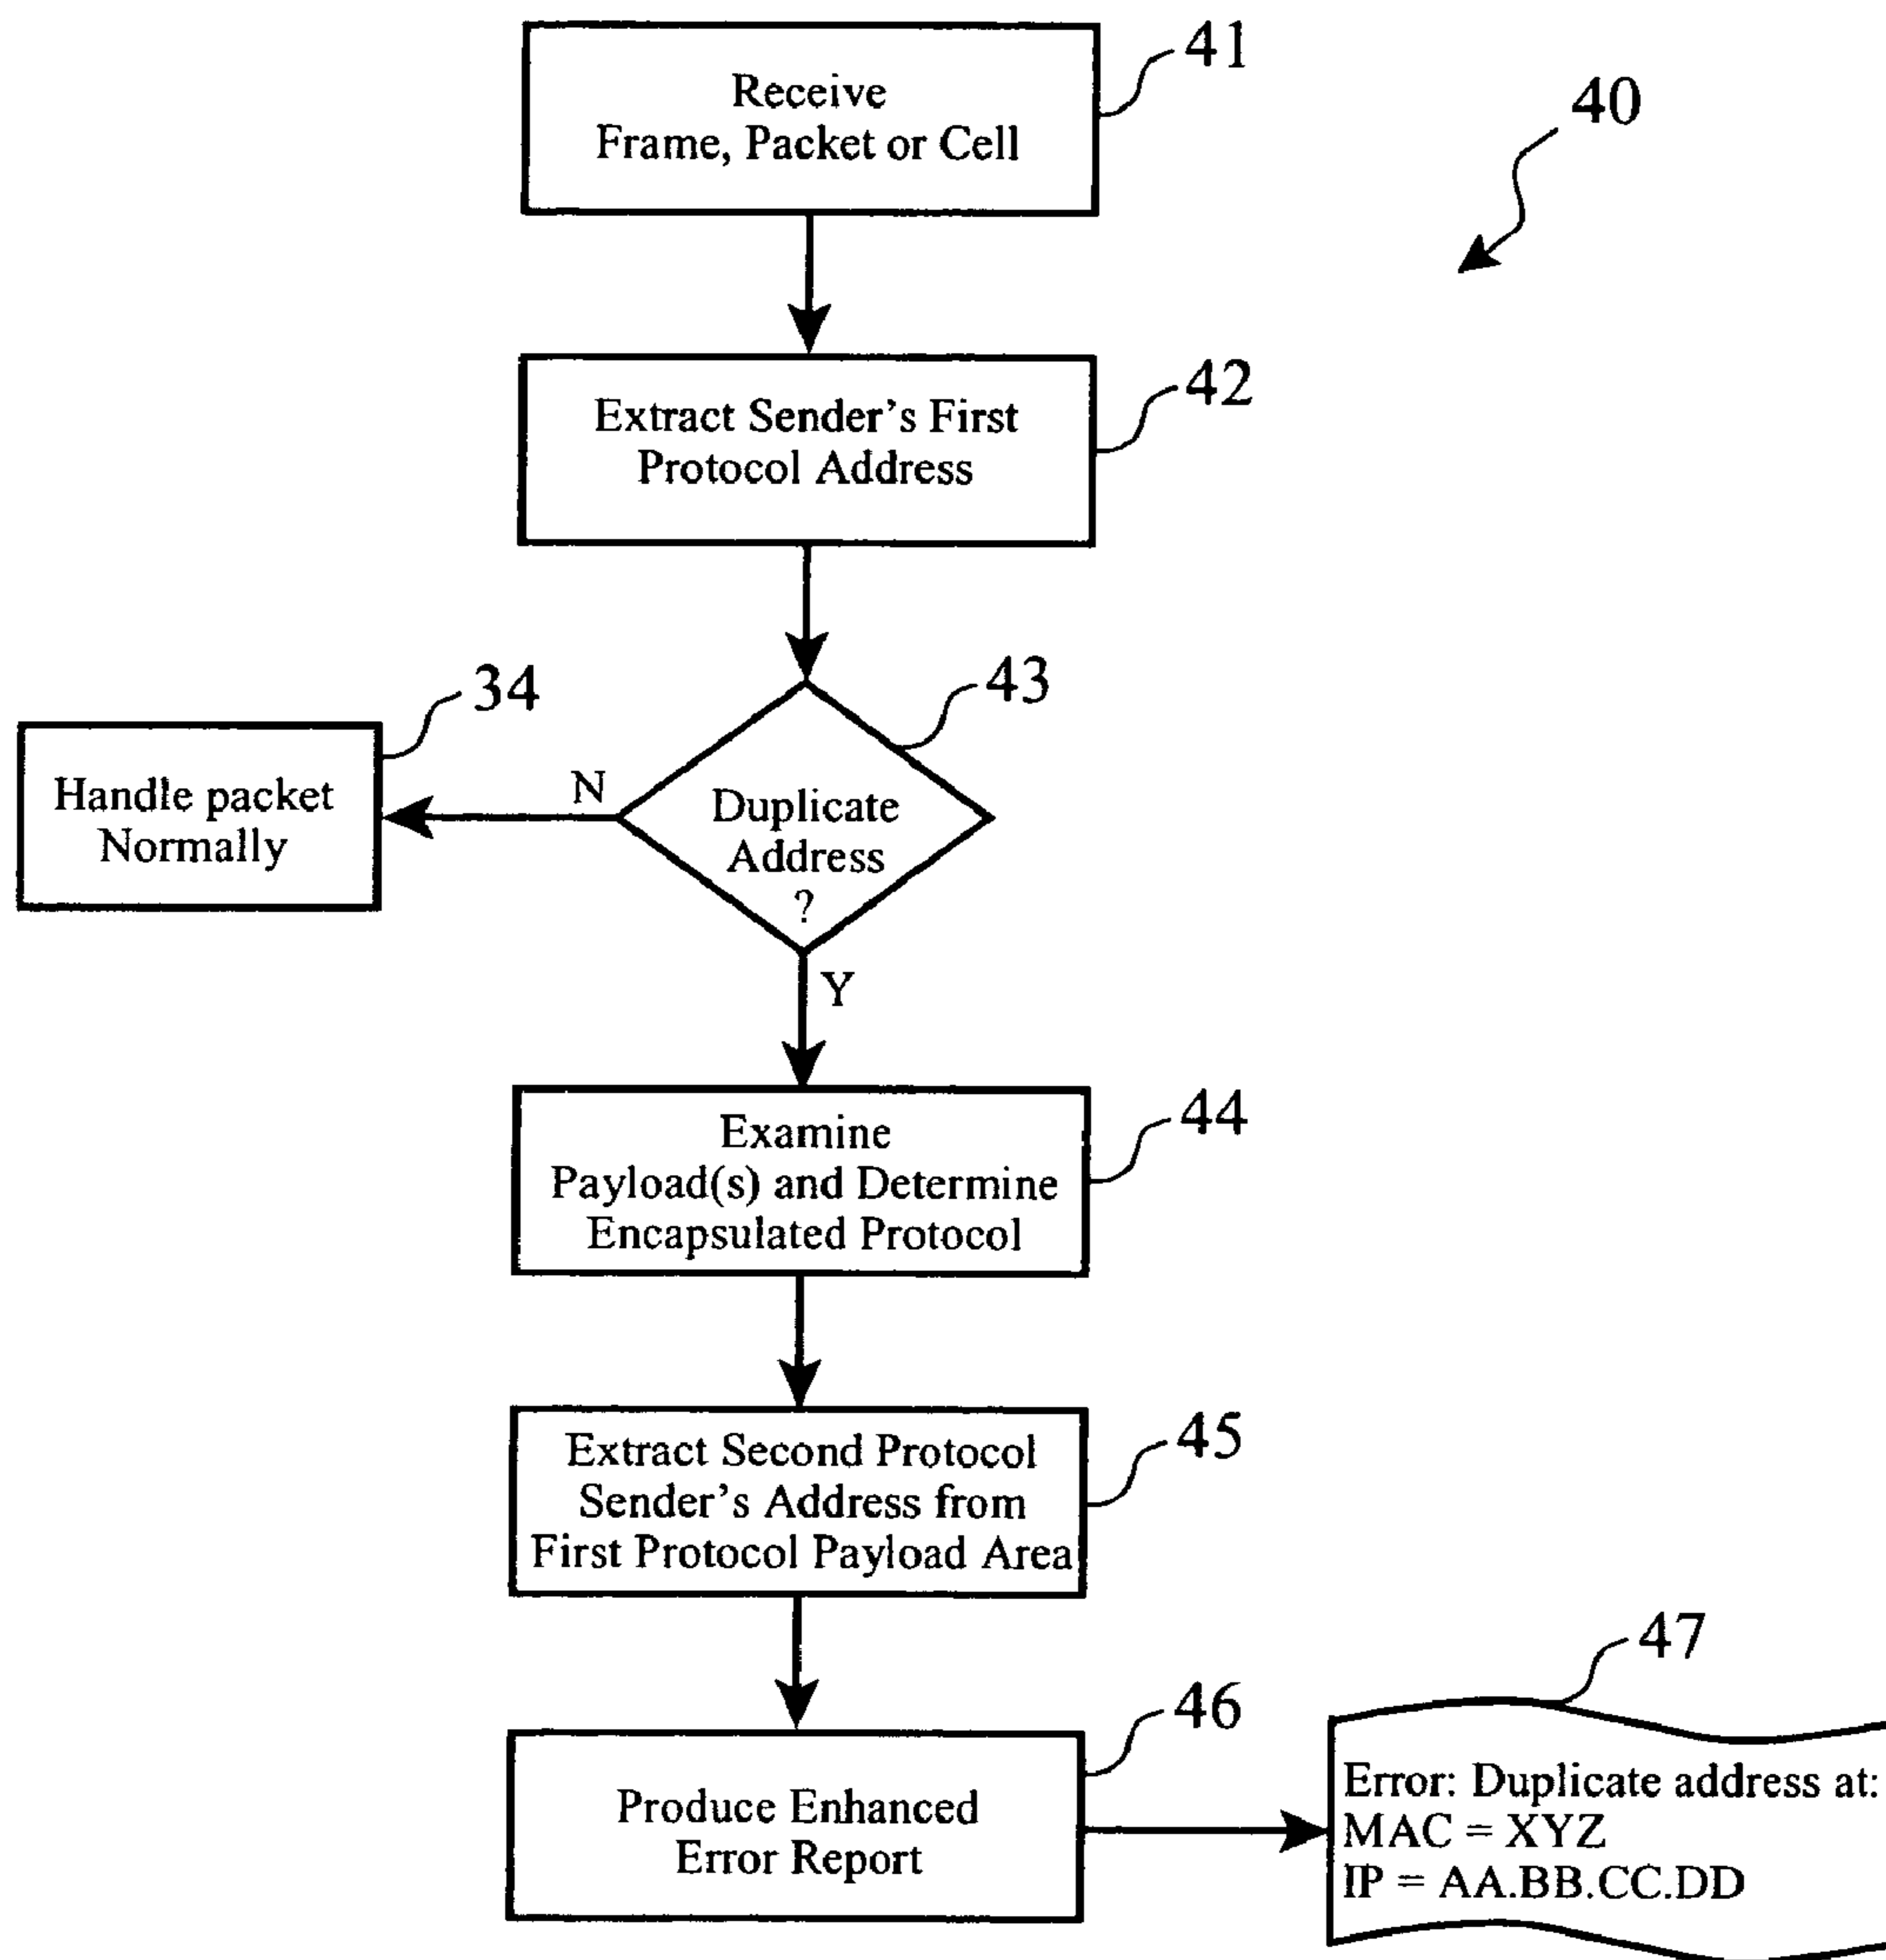 41
Receive
Frame, Packet or Cell
40
42
Extract Sender's First
Protocol Address
34
43
Handle packet
Normally
N
Duplicate
Address
?
Y
44
Examine
Payload(s) and Determine
Encapsulated Protocol
45
Extract Second Protocol
Sender's Address from
First Protocol Payload Area
46
Produce Enhanced
Error Report
47
Error: Duplicate address at:
MAC = XYZ
IP = AA.BB.CC.DD